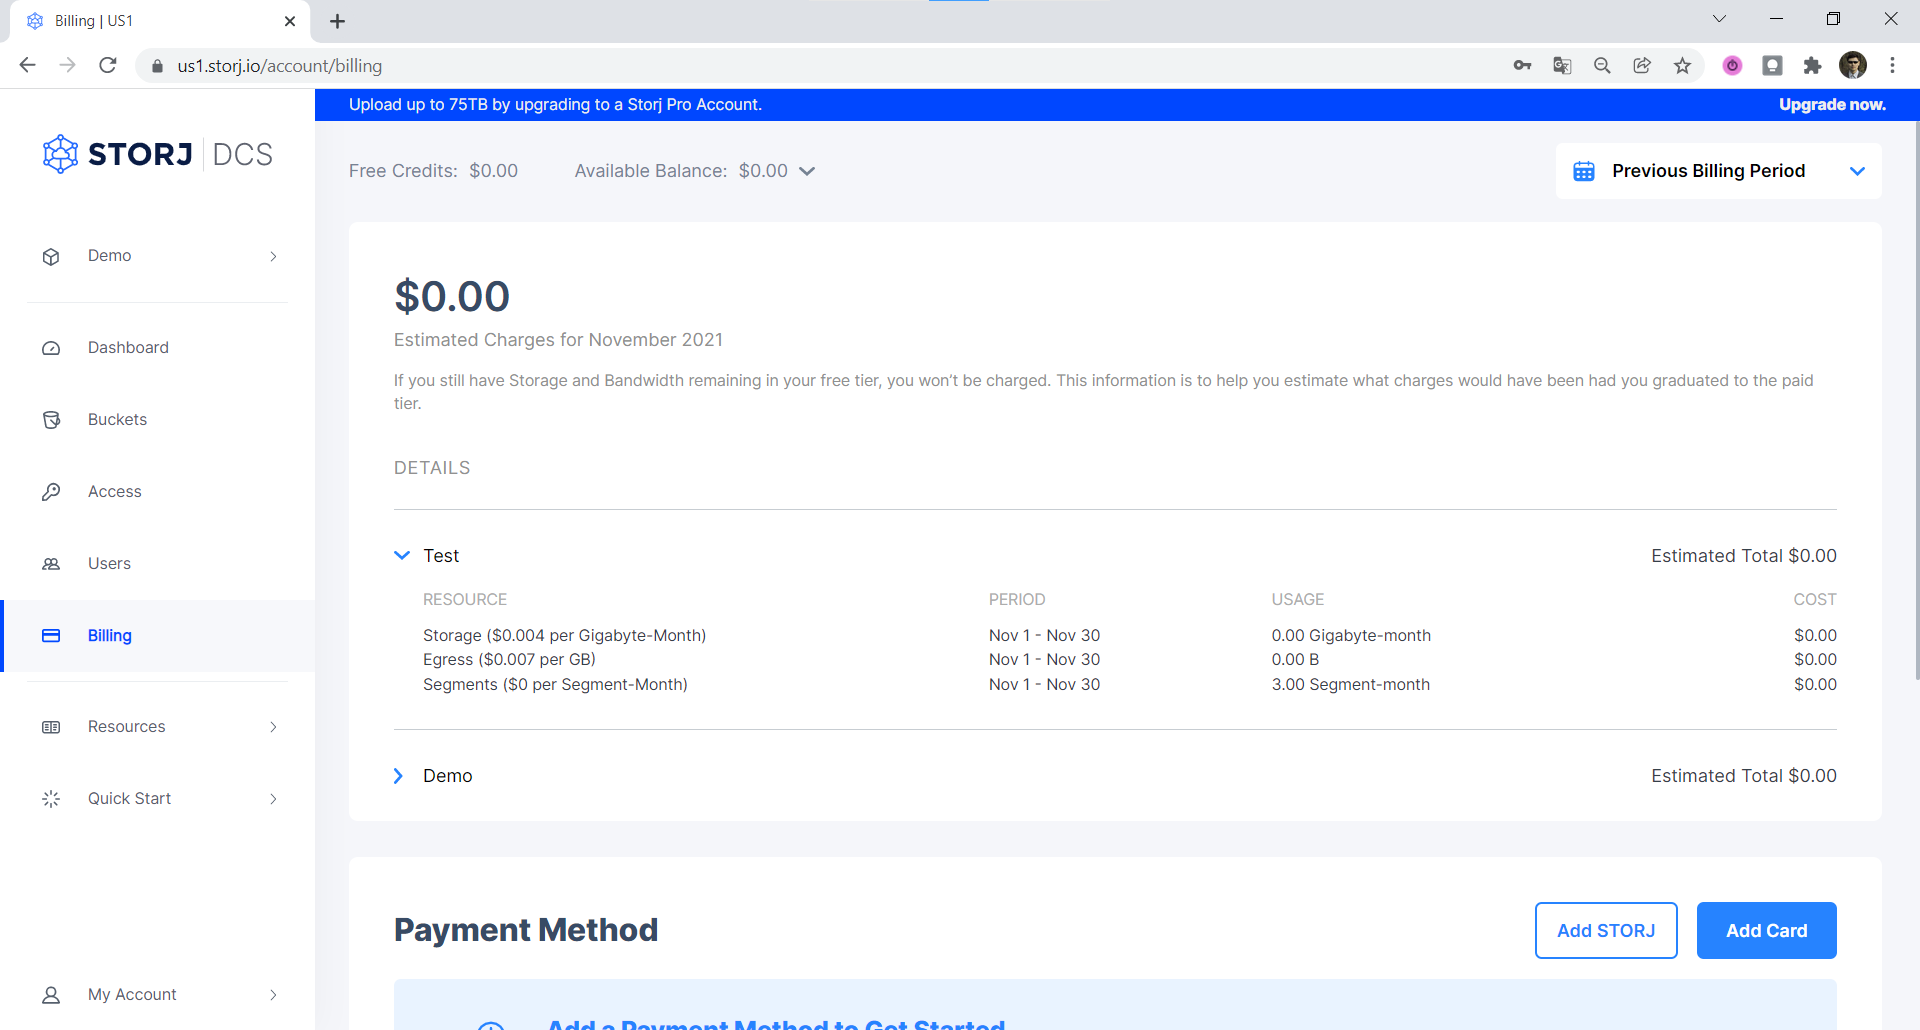 Billing | US1
us1.storj.io/account/billing
Upload up to 75TB by upgrading to a Storj Pro Account. Upgrade now.
STORJ DCS
Free Credits: $0.00 Available Balance: $0.00 Previous Billing Period
Demo
Dashboard
Buckets
Access
Users
Billing
Resources
Quick Start
My Account
$0.00
Estimated Charges for November 2021
If you still have Storage and Bandwidth remaining in your free tier, you won’t be charged. This information is to help you estimate what charges would have been had you graduated to the paid
tier.
DETAILS
Test Estimated Total $0.00
RESOURCE PERIOD USAGE COST
Storage ($0.004 per Gigabyte-Month) Nov 1 - Nov 30 0.00 Gigabyte-month $0.00
Egress ($0.007 per GB) Nov 1 - Nov 30 0.00 B $0.00
Segments ($0 per Segment-Month) Nov 1 - Nov 30 3.00 Segment-month $0.00
Demo Estimated Total $0.00
Payment Method Add STORJ Add Card
Add a Payment Method to Get Started